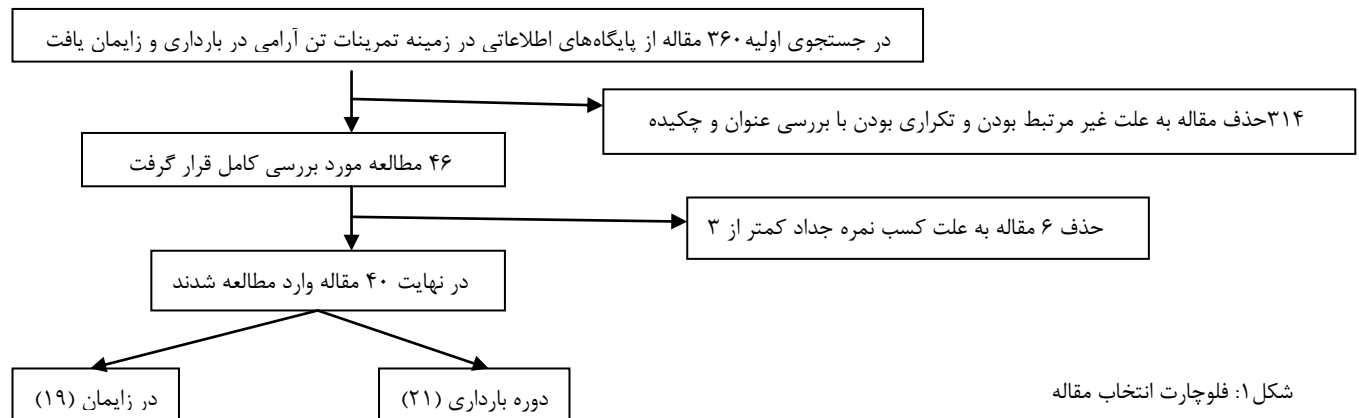 در جستجوی اولیه ۳۶۰ مقاله از پایگاه‌های اطلاعاتی در زمینه تمرینات تن آرامی در بارداری و زایمان یافت
۳۱۴حذف مقاله به علت غیر مرتبط بودن و تکراری بودن با بررسی عنوان و چکیده
۴۶ مطالعه مورد بررسی کامل قرار گرفت
حذف ۶ مقاله به علت کسب نمره جداد کمتر از ۳
در نهایت ۴۰ مقاله وارد مطالعه شدند
دوره بارداری (۲۱)
در زایمان (۱۹)
شکل۱: فلوچارت انتخاب مقاله